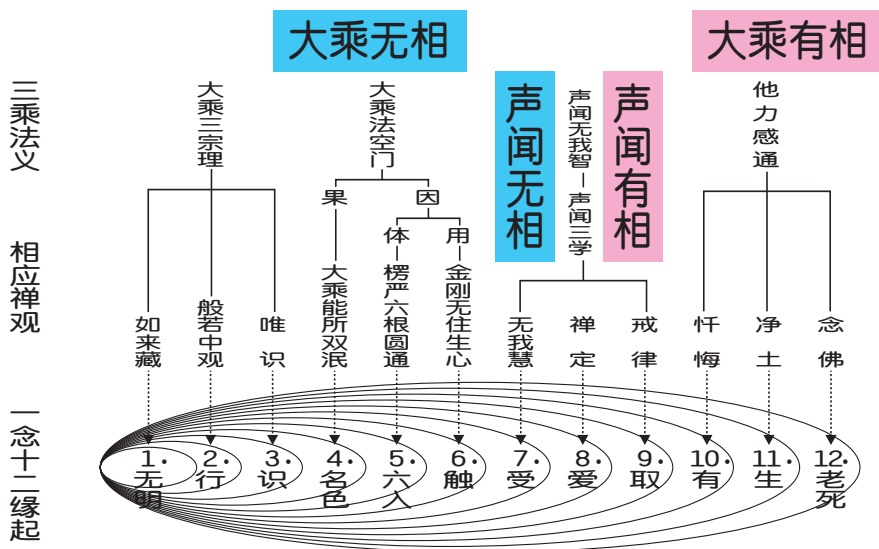 大乘无相
大乘有相
三乘法义
大乘三宗理
大乘法空门
声闻无相
声闻无我智－声闻三学
声闻有相
他力感通
果
因
体
用
相应禅观
如来藏
般若中观
唯识
大乘能所双泯
楞严六根圆通
金刚无住生心
无我慧
禅定
戒律
忏悔
净土
念佛
一念十二缘起
1.无明
2.行
3.识
4.名色
5.六入
6.触
7.受
8.爱
9.取
10.有
11.生
12.老死